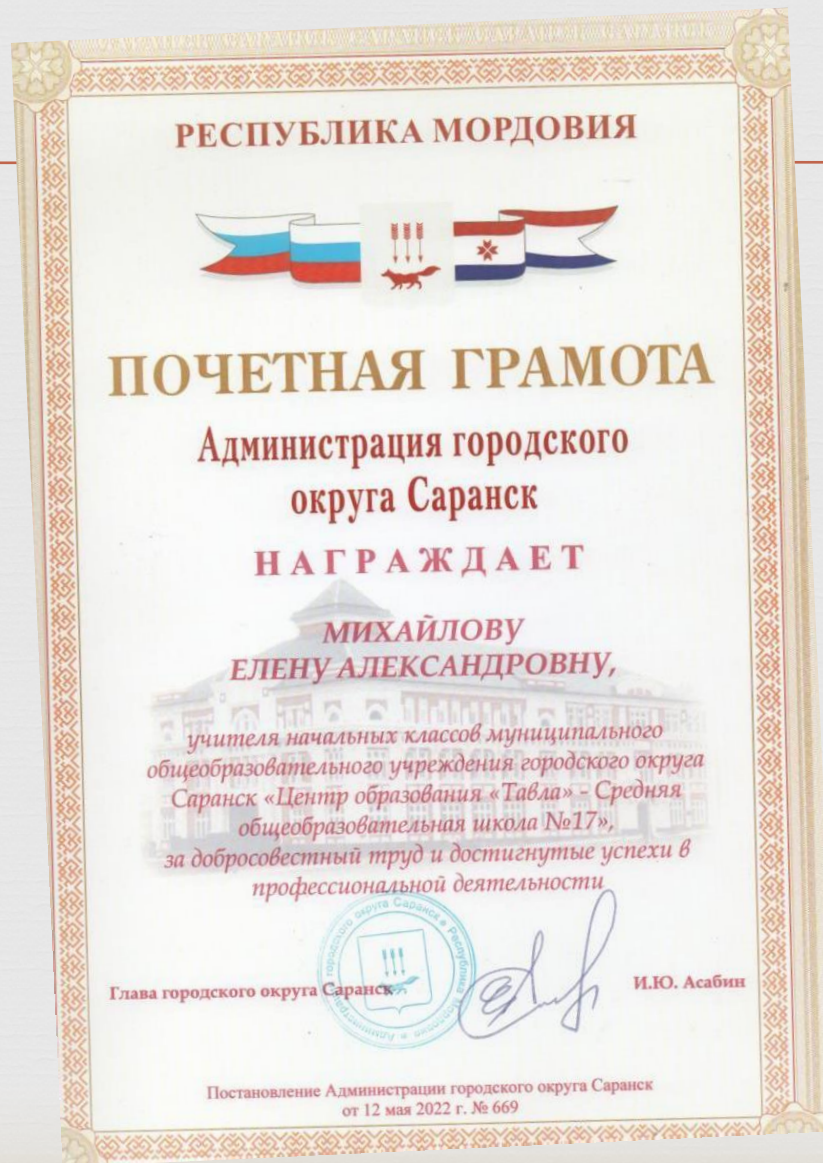 РЕСПУБЛИКА МОРДОВИЯ
ПОЧЕТНАЯ ГРАМОТА
Администрация городского
округа Саранск
НАГРАЖДАЕТ
МИХАЙЛОВУ
ЕЛЕНУ АЛЕКСАНДРОВНУ,
учителя начальных классов муниципального
общеобразовательного учреждения городского округа
Саранск «Центр образования «Тавла» - Средняя
общеобразовательная школа №17»,
за добросовестный труд и достигнутые успехи в
профессиональной деятельности
Глава городского округа Саранск
И.Ю. Асабин
Постановление Администрации городского округа Саранск
от 12 мая 2022 г. № 669